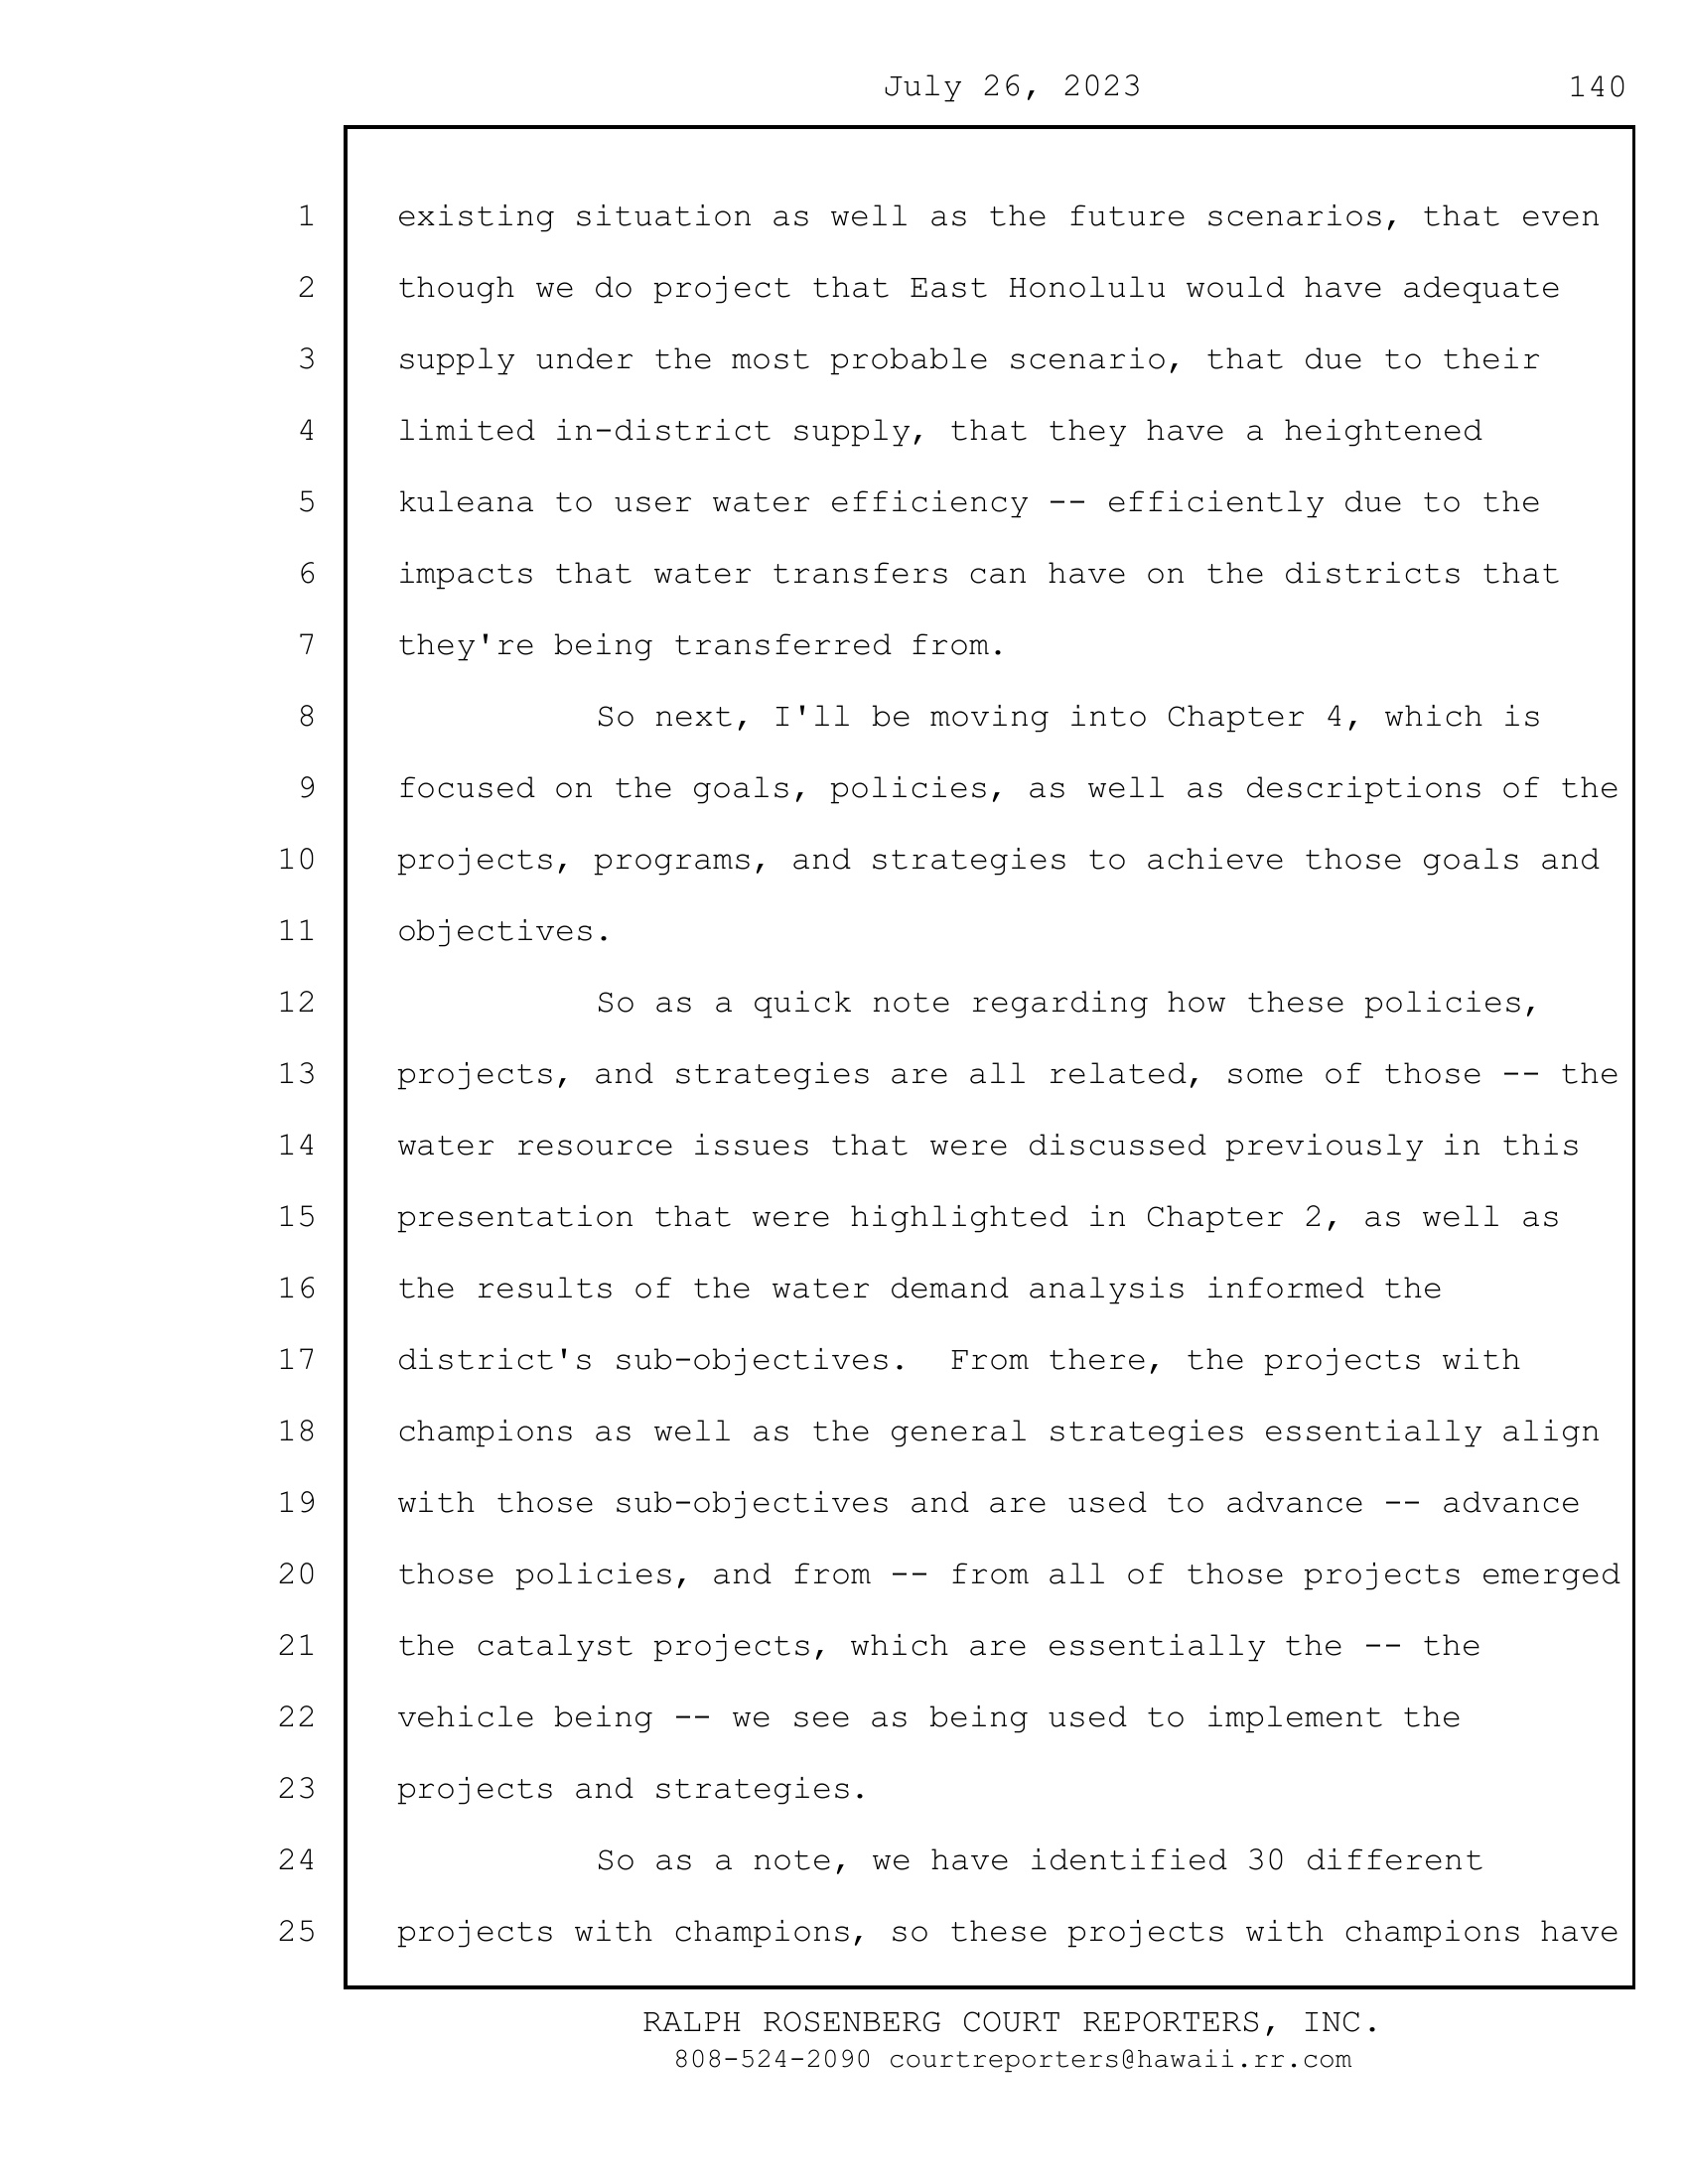 July 26, 2023 140
1 existing situation as well as the future scenarios, that even
2 though we do project that East Honolulu would have adequate
3 supply under the most probable scenario, that due to their
4 limited in-district supply, that they have a heightened
5 kuleana to user water efficiency -- efficiently due to the
6 impacts that water transfers can have on the districts that
7 they're being transferred from.
8 So next, I'll be moving into Chapter 4, which is
9 focused on the goals, policies, as well as descriptions of the
10 projects, programs, and strategies to achieve those goals and
11 objectives.
12 So as a quick note regarding how these policies,
13 projects, and strategies are all related, some of those -- the
14 water resource issues that were discussed previously in this
15 presentation that were highlighted in Chapter 2, as well as
16 the results of the water demand analysis informed the
17 district's sub-objectives.  From there, the projects with
18 champions as well as the general strategies essentially align
19 with those sub-objectives and are used to advance -- advance
20 those policies, and from -- from all of those projects emerged
21 the catalyst projects, which are essentially the -- the
22 vehicle being -- we see as being used to implement the
23 projects and strategies.
24 So as a note, we have identified 30 different
25 projects with champions, so these projects with champions have
RALPH ROSENBERG COURT REPORTERS, INC.
808-524-2090 courtreporters@hawaii.rr.com